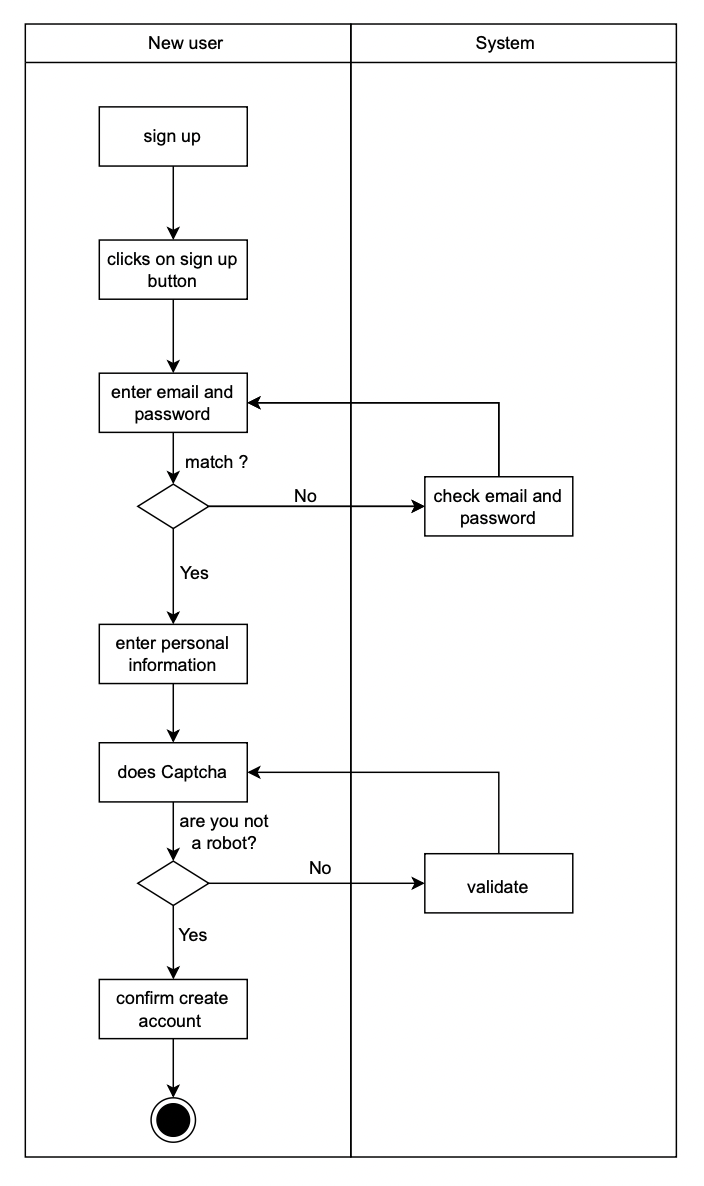 New user
System
sign up
clicks on sign up
button
enter email and
password
match ?
No
check email and
password
Yes
enter personal
information
does Captcha
are you not
a robot?
No
validate
Yes
confirm create
account